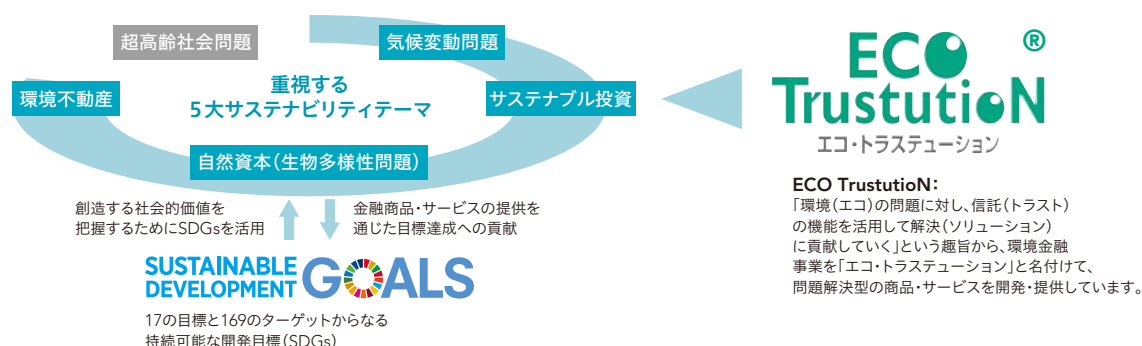 超高齢社会問題
気候変動問題
環境不動産
重視する
5大サステナビリティテーマ
サステナブル投資
自然資本(生物多様性問題)
創造する社会的価値を
把握するためにSDGsを活用
金融商品・サービスの提供を
通じた目標達成への貢献
SUSTAINABLE
DEVELOPMENT GOALS
17の目標と169のターゲットからなる
持続可能な開発目標(SDGs)
ECO ®
TrustutioN
エコ・トラステューション
ECO TrustutioN:
「環境(エコ)の問題に対し、信託(トラスト)
の機能を活用して解決(ソリューション)
に貢献していく」という趣旨から、環境金融
事業を「エコ・トラステューション」と名付けて、
問題解決型の商品・サービスを開発・提供しています。